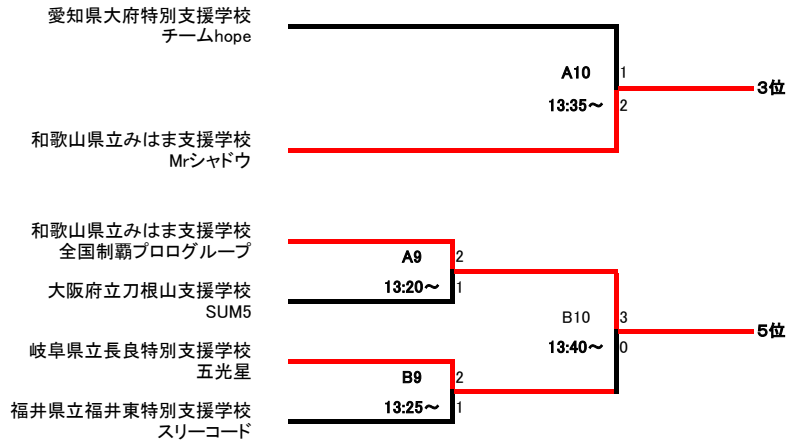 愛知県大府特別支援学校
チームhope
A10
1
3位
13:35～
2
和歌山県立みはま支援学校
Mrシャドウ
和歌山県立みはま支援学校
全国制覇プログループ
A9
2
13:20～
1
大阪府立刀根山支援学校
SUM5
B10
3
5位
13:40～
0
岐阜県立長良特別支援学校
五光星
B9
2
13:25～
1
福井県立福井東特別支援学校
スリーコード